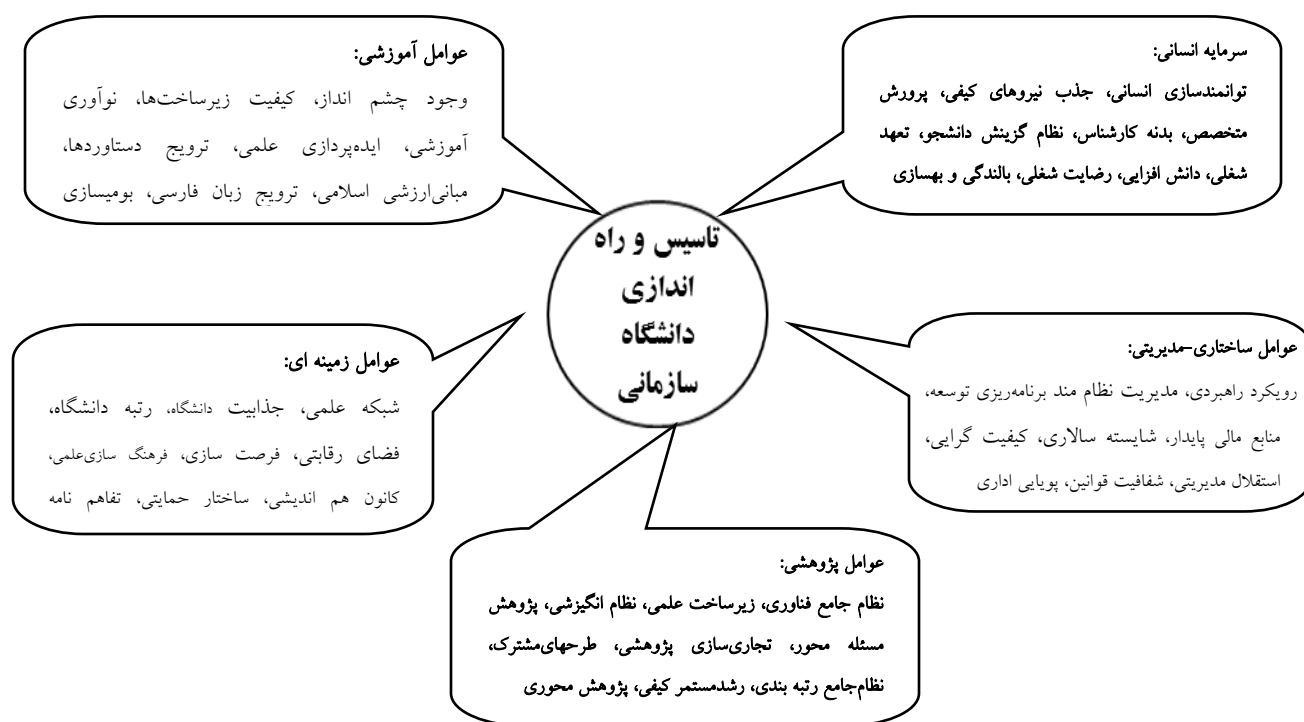 سرمایه انسانی:
توانمندسازی انسانی، جذب نیروهای کیفی، پرورش
متخصص، بدنه کارشناس، نظام گزینش دانشجو، تعهد
شغلی، دانش افزایی، رضایت شغلی، بالندگی و بهسازی
عوامل آموزشی:
وجود چشم انداز، کیفیت زیرساخت‌ها، نوآوری
آموزشی، ایده‌پردازی علمی، ترویج دستاوردها،
مبانی‌ارزشی اسلامی، ترویج زبان فارسی، بومیسازی
تاسیس و راه
اندازی
دانشگاه
سازمانی
عوامل ساختاری-مدیریتی:
رویکرد راهبردی، مدیریت نظام مند برنامه‌ریزی توسعه،
منابع مالی پایدار، شایسته سالاری، کیفیت گرایی،
استقلال مدیریتی، شفافیت قوانین، پویایی اداری
عوامل زمینه ای:
شبکه علمی، جذابیت دانشگاه، رتبه دانشگاه،
فضای رقابتی، فرصت سازی، فرهنگ سازی‌علمی،
کانون هم اندیشی، ساختار حمایتی، تفاهم نامه
عوامل پژوهشی:
نظام جامع فناوری، زیرساخت علمی، نظام انگیزشی، پژوهش
مسئله محور، تجاری‌سازی پژوهشی، طرحهای‌مشترک،
نظام‌جامع رتبه بندی، رشدمستمر کیفی، پژوهش محوری